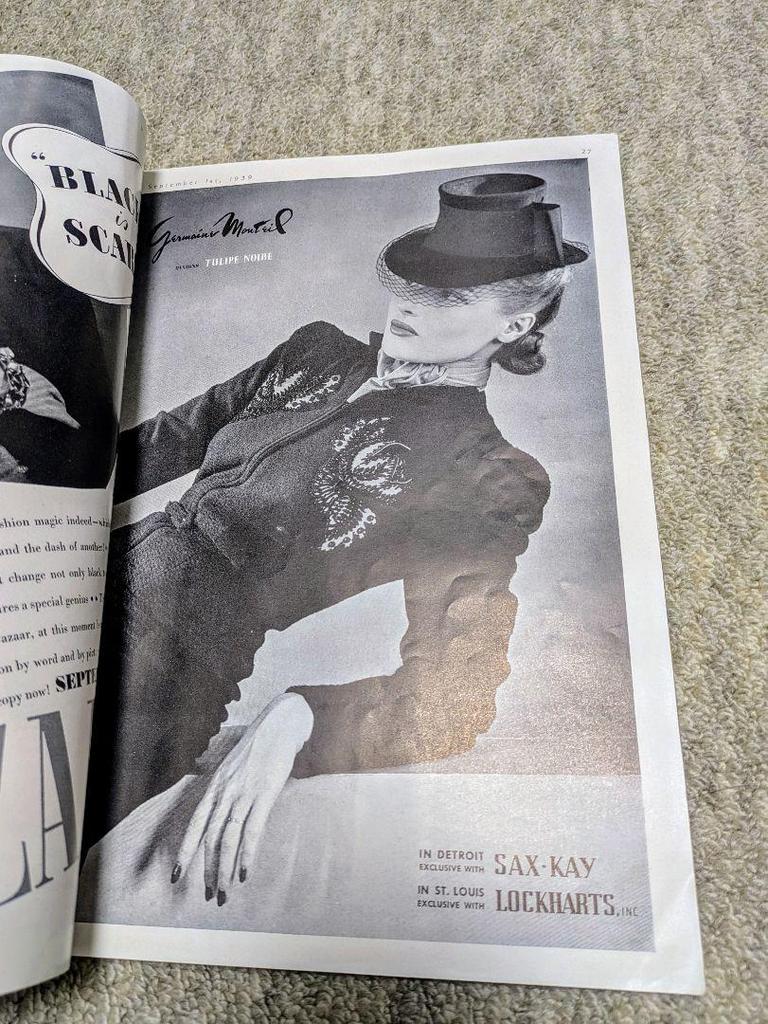 "BLAC
is
SCAR
shion magic indeed—
and the dash of another!
t change not only black
res a special genius
azaar, at this moment
on by word and by pict
copy now! SEPTE
ZA
September 1st, 1939
27
Germaine Monteil
TULIPE NOIRE
IN DETROIT
EXCLUSIVE WITH SAX-KAY
IN ST. LOUIS
EXCLUSIVE WITH LOCKHARTS, INC